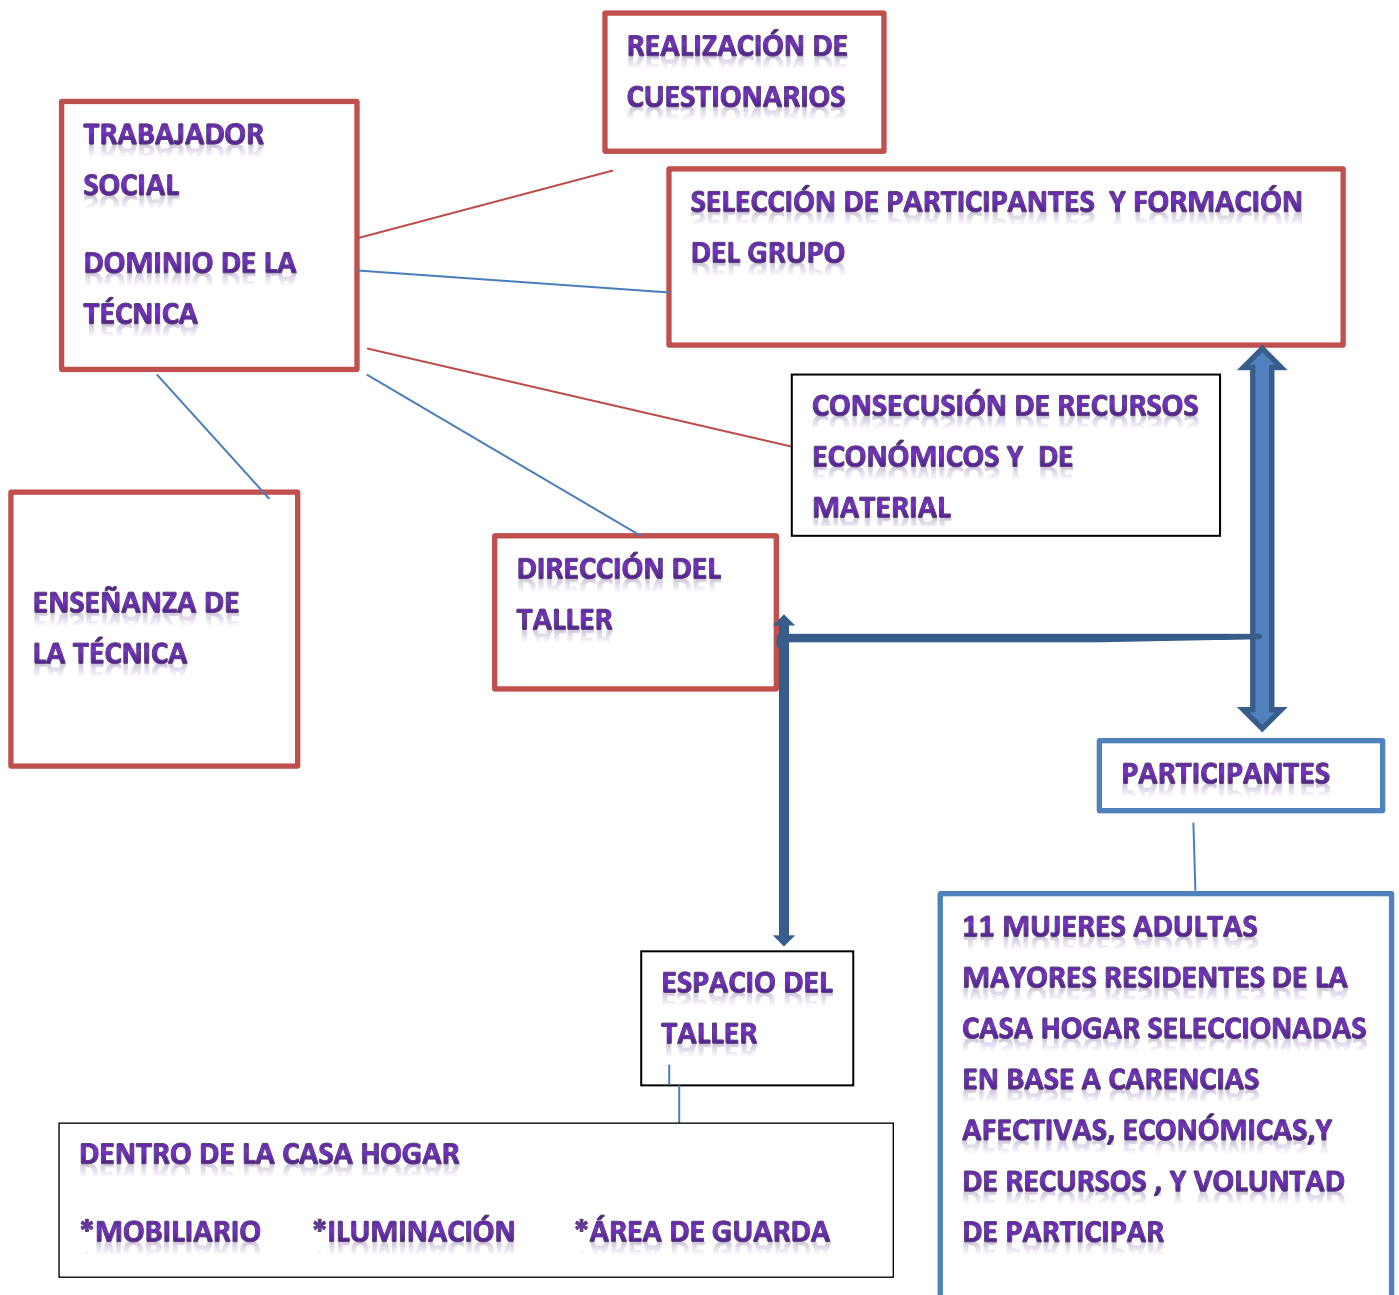 REALIZACIÓN DE
CUESTIONARIOS
TRABAJADOR
SOCIAL
DOMINIO DE LA
TÉCNICA
SELECCIÓN DE PARTICIPANTES Y FORMACIÓN
DEL GRUPO
CONSECUSIÓN DE RECURSOS
ECONÓMICOS Y DE
MATERIAL
ENSEÑANZA DE
LA TÉCNICA
DIRECCIÓN DEL
TALLER
PARTICIPANTES
11 MUJERES ADULTAS
MAYORES RESIDENTES DE LA
CASA HOGAR SELECCIONADAS
EN BASE A CARENCIAS
AFECTIVAS, ECONÓMICAS,Y
DE RECURSOS , Y VOLUNTAD
DE PARTICIPAR
ESPACIO DEL
TALLER
DENTRO DE LA CASA HOGAR
*MOBILIARIO *ILUMINACIÓN *ÁREA DE GUARDA